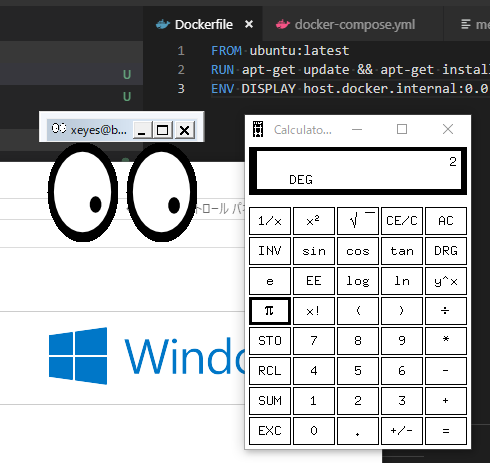 Dockerfile
docker-compose.yml
1 FROM ubuntu:latest
2 RUN apt-get update && apt-get install
3 ENV DISPLAY host.docker.internal:0.0
U
U
xeyes@b...
Calculato...
2
DEG
1/x x² √‾ CE/C AC
INV sin cos tan DRG
e EE log ln y^x
π x! ( ) ÷
STO 7 8 9 *
RCL 4 5 6 -
SUM 1 2 3 +
EXC 0 . +/- =
トロール パネ
Windo